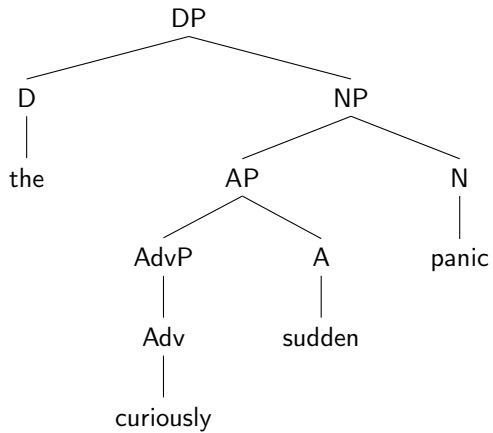 DP
D NP
the AP N
AdvP A panic
Adv sudden
curiously